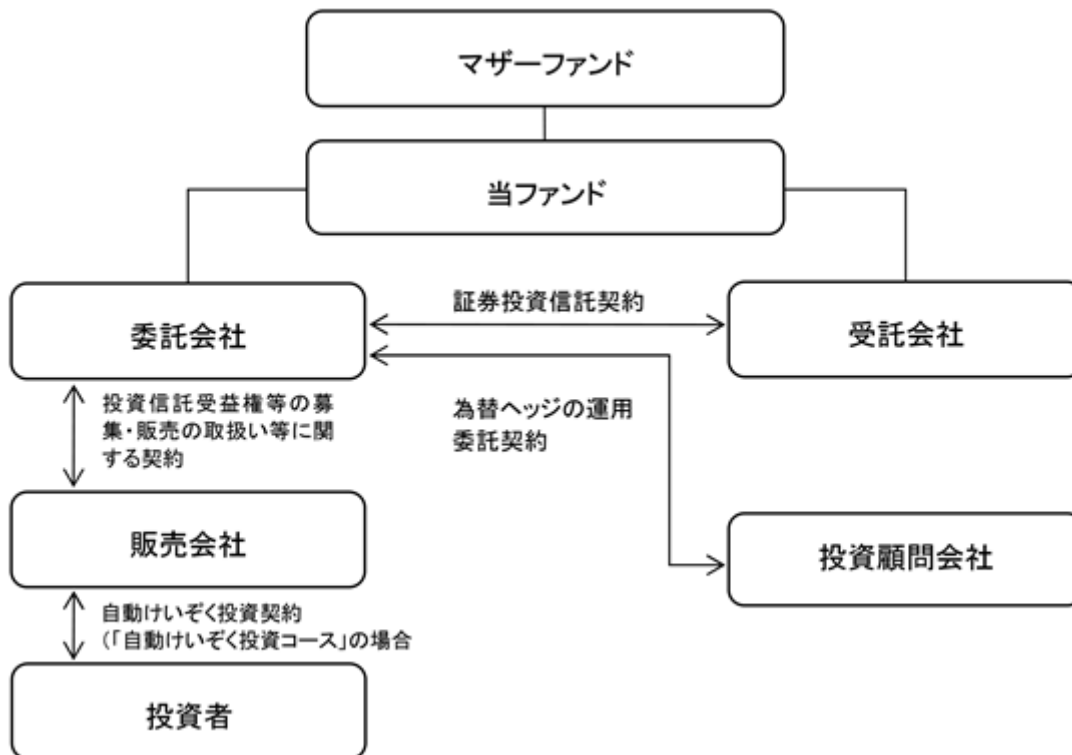 マザーファンド
当ファンド
証券投資信託契約
委託会社
受託会社
投資信託受益権等の募
集・販売の取扱い等に関
する契約
為替ヘッジの運用
委託契約
販売会社
投資顧問会社
自動けいぞく投資契約
(「自動けいぞく投資コース」の場合
投資者